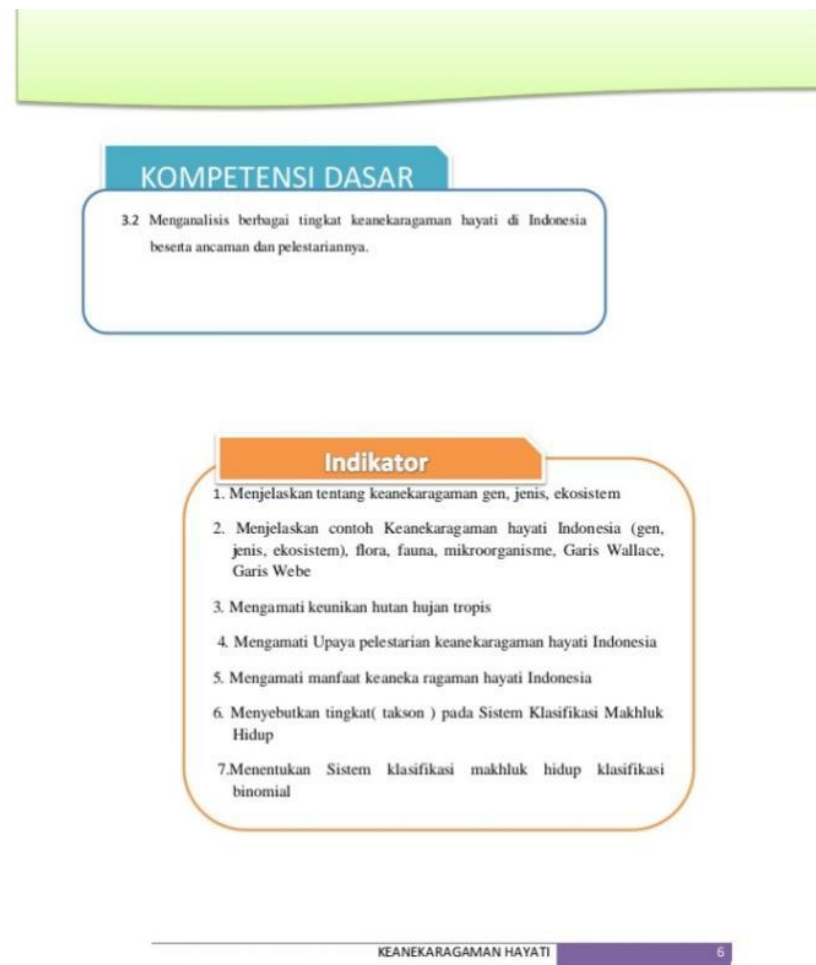 KOMPETENSI DASAR
3.2 Menganalisis berbagai tingkat keanekaragaman hayati di Indonesia
beserta ancaman dan pelestariannya.
Indikator
1. Menjelaskan tentang keanekaragaman gen, jenis, ekosistem
2. Menjelaskan contoh Keanekaragaman hayati Indonesia (gen,
jenis, ekosistem), flora, fauna, mikroorganisme, Garis Wallace,
Garis Webe
3. Mengamati keunikan hutan hujan tropis
4. Mengamati Upaya pelestarian keanekaragaman hayati Indonesia
5. Mengamati manfaat keaneka ragaman hayati Indonesia
6. Menyebutkan tingkat( takson ) pada Sistem Klasifikasi Makhluk
Hidup
7.Menentukan Sistem klasifikasi makhluk hidup klasifikasi
binomial
KEANEKARAGAMAN HAYATI 6